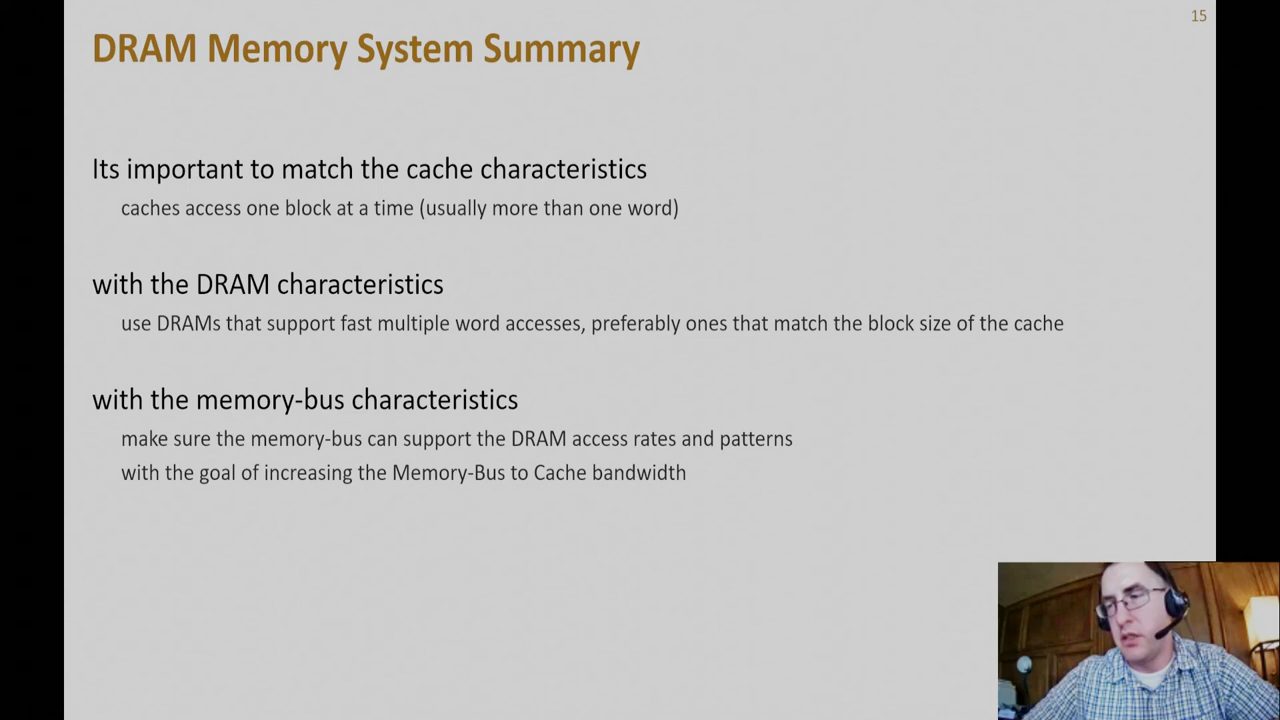 15
DRAM Memory System Summary
Its important to match the cache characteristics
caches access one block at a time (usually more than one word)
with the DRAM characteristics
use DRAMs that support fast multiple word accesses, preferably ones that match the block size of the cache
with the memory-bus characteristics
make sure the memory-bus can support the DRAM access rates and patterns
with the goal of increasing the Memory-Bus to Cache bandwidth